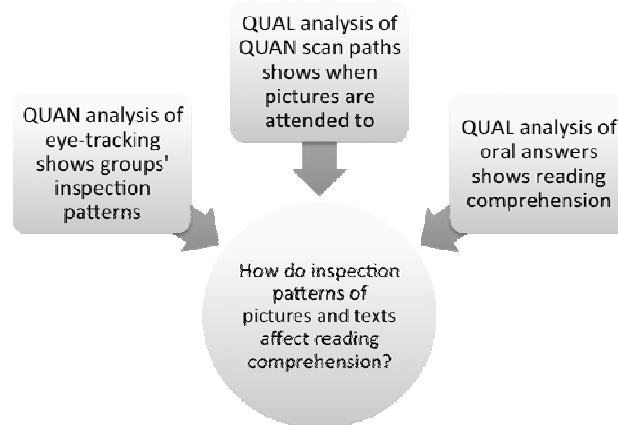 QUAN analysis of
eye-tracking
shows groups'
inspection
patterns
QUAL analysis of
QUAN scan paths
shows when
pictures are
attended to
QUAL analysis of
oral answers
shows reading
comprehension
How do inspection
patterns of
pictures and texts
affect reading
comprehension?